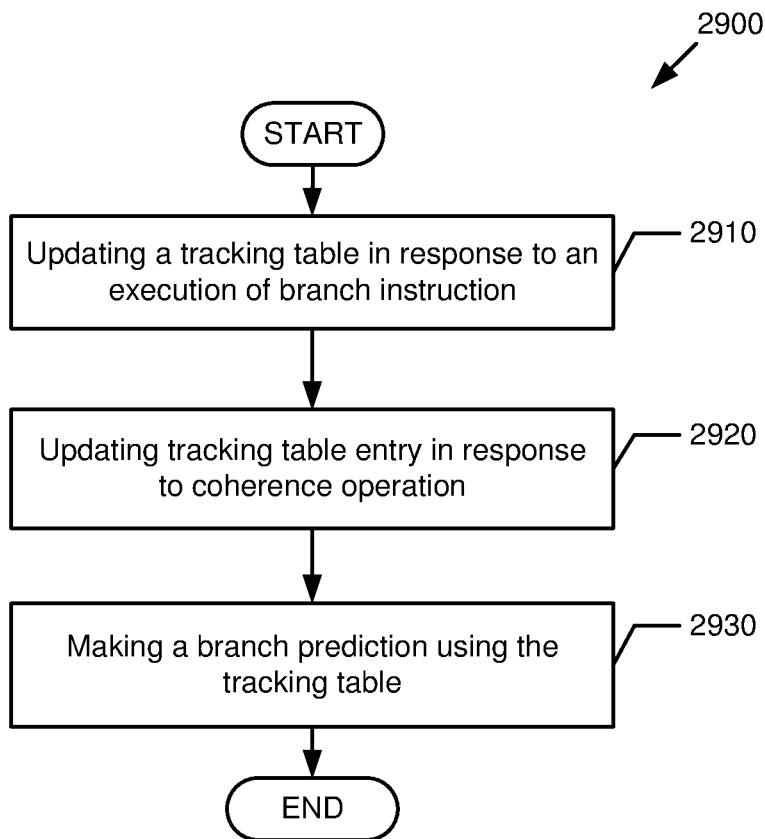 2900
START
Updating a tracking table in response to an
execution of branch instruction
2910
Updating tracking table entry in response
to coherence operation
2920
Making a branch prediction using the
tracking table
2930
END